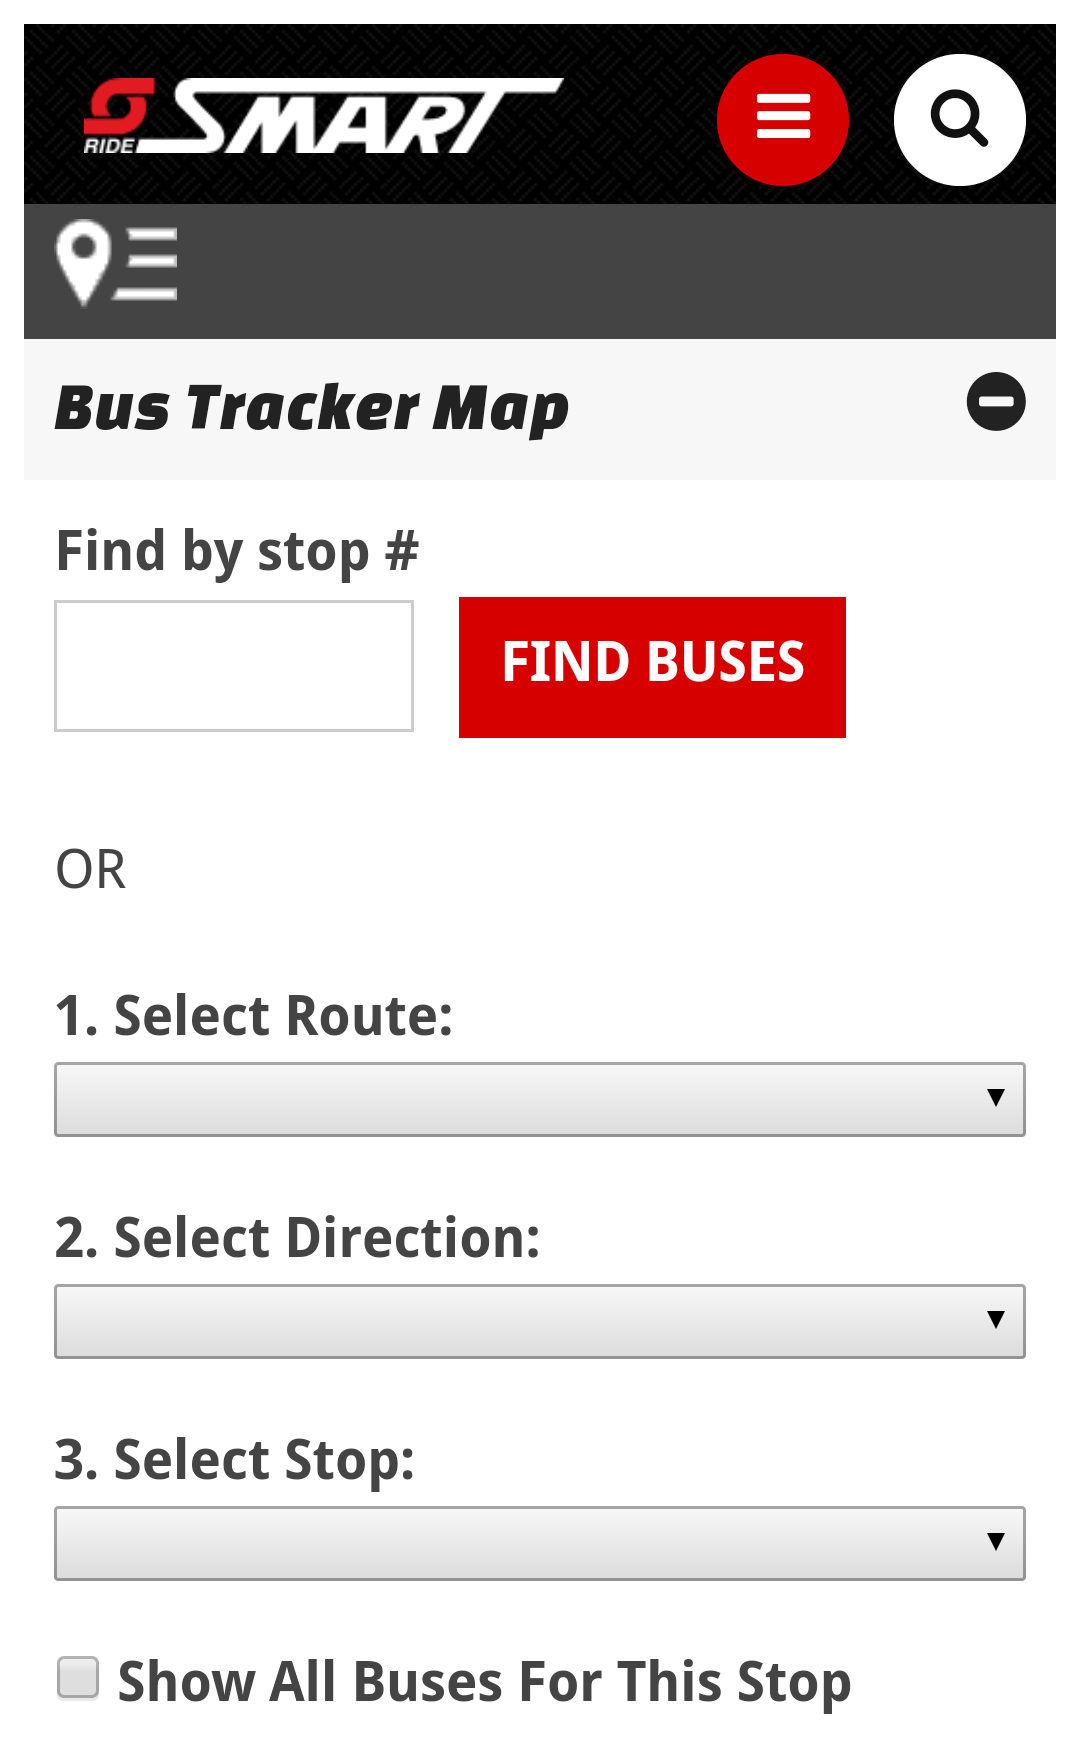 RIDE SMART
Bus Tracker Map
Find by stop #
FIND BUSES
OR
1. Select Route:
2. Select Direction:
3. Select Stop:
Show All Buses For This Stop